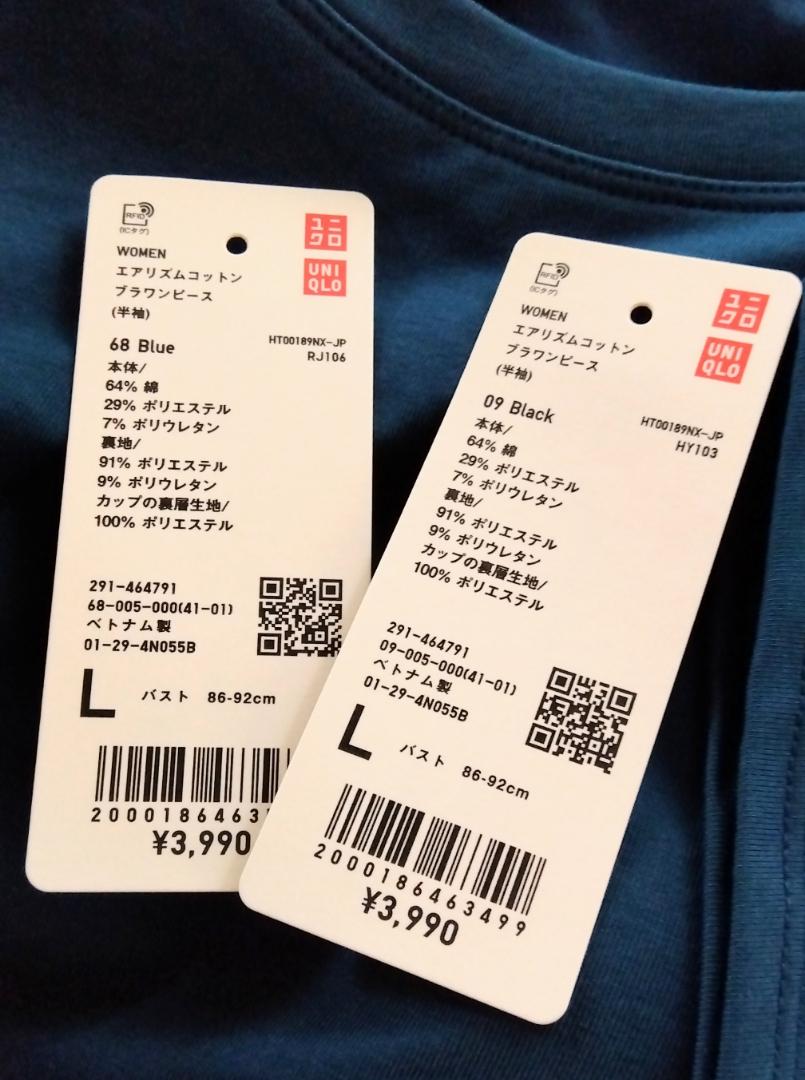 RFID
(ICタグ)
ユニ
クロ
UNI
QLO
WOMEN
エアリズムコットン
ブラワンピース
(半袖)
68 Blue
HT00189NX-JP
RJ106
本体/
64% 綿
29% ポリエステル
7% ポリウレタン
裏地/
91% ポリエステル
9% ポリウレタン
カップの裏層生地/
100% ポリエステル
291-464791
68-005-000(41-01)
ベトナム製
01-29-4N055B
L バスト 86-92cm
2000186463
¥3,990
RFID
(ICタグ)
ユニ
クロ
UNI
QLO
WOMEN
エアリズムコットン
ブラワンピース
(半袖)
09 Black
HT00189NX-JP
HY103
本体/
64% 綿
29% ポリエステル
7% ポリウレタン
裏地/
91% ポリエステル
9% ポリウレタン
カップの裏層生地/
100% ポリエステル
291-464791
09-005-000(41-01)
ベトナム製
01-29-4N055B
L バスト 86-92cm
2000186463499
¥3,990